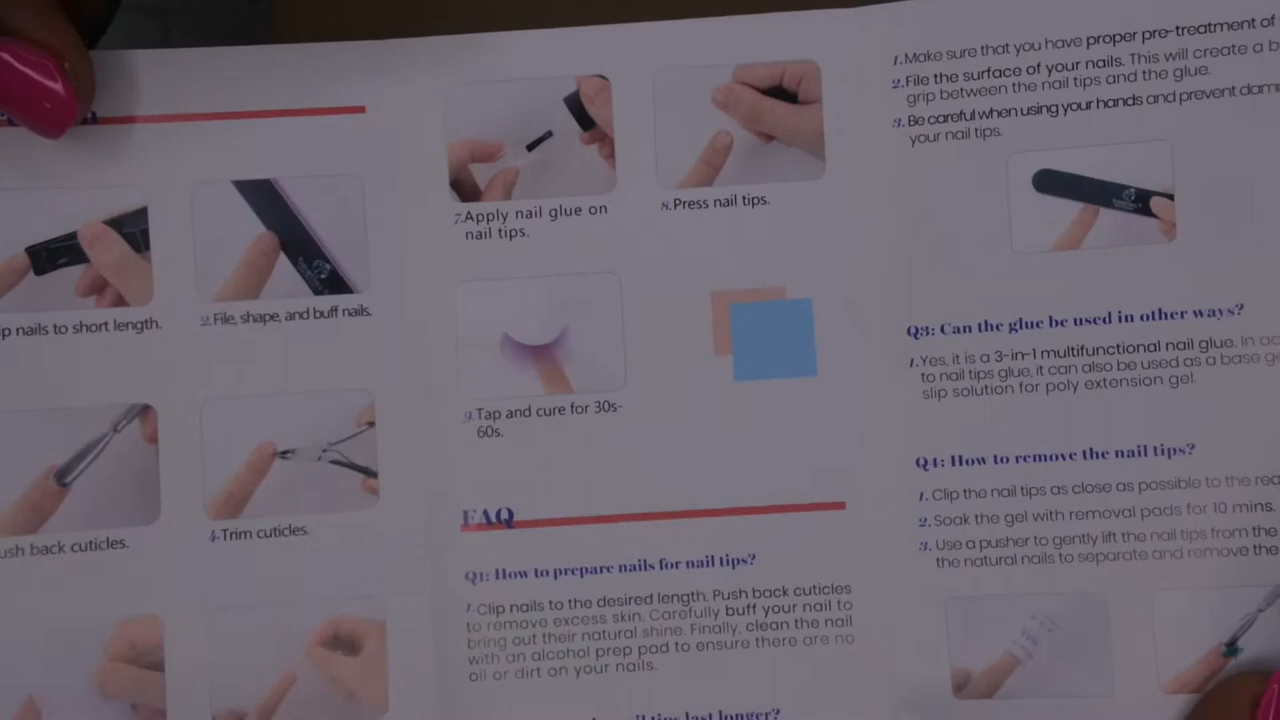 nails to short length.
2.File, shape, and buff nails.
back cuticles.
4.Trim cuticles.
7.Apply nail glue on
nail tips.
8.Press nail tips.
9.Tap and cure for 30s-
60s.
FAQ
Q1: How to prepare nails for nail tips?
1.Clip nails to the desired length. Push back cuticles
to remove excess skin. Carefully buff your nail to
bring out their natural shine. Finally, clean the nail
with an alcohol prep pad to ensure there are no
oil or dirt on your nails.
last longer?
1.Make sure that you have proper pre-treatment of
2.File the surface of your nails. This will create a
grip between the nail tips and the glue.
3.Be careful when using your hands and prevent
your nail tips.
Q3: Can the glue be used in other ways?
1.Yes, it is a 3-in-1 multifunctional nail glue. In
to nail tips glue, it can also be used as a base
slip solution for poly extension gel.
Q4: How to remove the nail tips?
1. Clip the nail tips as close as possible to the
2. Soak the gel with removal pads for 10 mins.
3. Use a pusher to gently lift the nail tips from the
the natural nails to separate and remove the